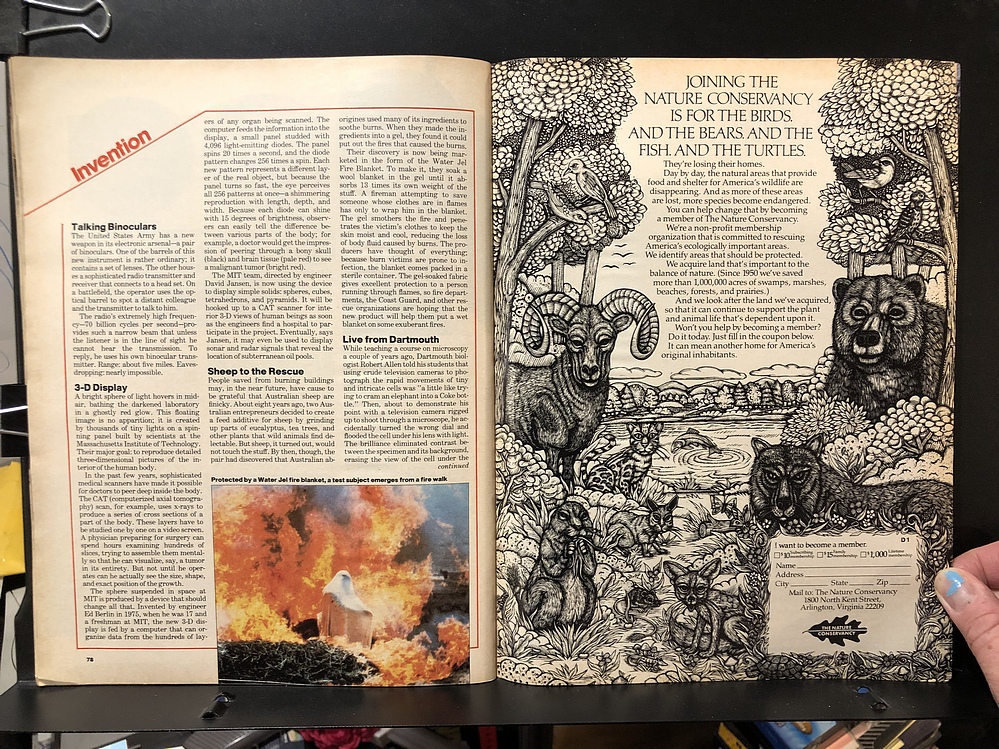 Invention
Talking Binoculars
The United States Army has a new
weapon in its electronic arsenal—a pair
of binoculars. One of the barrels of this
new instrument is rather ordinary; it
contains a set of lenses. The other hous-
es a sophisticated radio transmitter and
receiver that connects to a head set. On
a battlefield, the operator uses the op-
tical barrel to spot a distant colleague
and the transmitter to talk to him.
The radio's extremely high frequen-
cy—70 billion cycles per second—pro-
vides such a narrow beam that unless
the listener is in the line of sight he
cannot hear the transmission. To
reply, he uses his own binocular trans-
mitter. Range: about five miles. Eaves-
dropping: nearly impossible.
3-D Display
A bright sphere of light hovers in mid-
air, bathing the darkened laboratory
in a ghostly red glow. This floating
image is no apparition; it is created
by thousands of tiny lights on a spin-
ning panel built by scientists at the
Massachusetts Institute of Technology.
Their major goal: to reproduce detailed
three-dimensional pictures of the in-
terior of the human body.
In the past few years, sophisticated
medical scanners have made it possible
for doctors to peer deep inside the body.
The CAT (computerized axial tomogra-
phy) scan, for example, uses x-rays to
produce a series of cross sections of a
part of the body. These layers have to
be studied one by one on a video screen.
A physician preparing for surgery can
spend hours examining hundreds of
slices, trying to assemble them mental-
ly so that he can visualize, say, a tumor
in its entirety. But not until he oper-
ates can he actually see the size, shape,
and exact position of the growth.
The sphere suspended in space at
MIT is produced by a device that should
change all that. Invented by engineer
Ed Berlin in 1975, when he was 17 and
a freshman at MIT, the new 3-D dis-
play is fed by a computer that can or-
ganize data from the hundreds of lay-
ers of any organ being scanned. The
computer feeds the information into the
display, a small panel studded with
4,096 light-emitting diodes. The panel
spins 20 times a second, and the diode
pattern changes 256 times a spin. Each
new pattern represents a different lay-
er of the real object, but because the
panel turns so fast, the eye perceives
all 256 patterns at once—a shimmering
reproduction with length, depth, and
width. Because each diode can shine
with 15 degrees of brightness, observ-
ers can easily tell the difference be-
tween various parts of the body; for
example, a doctor would get the impres-
sion of peering through a bony skull
(black) and brain tissue (pale red) to see
a malignant tumor (bright red).
The MIT team, directed by engineer
David Jansen, is now using the device
to display simple solids: spheres, cubes,
tetrahedrons, and pyramids. It will be
hooked up to a CAT scanner for inte-
rior 3-D views of human beings as soon
as the engineers find a hospital to par-
ticipate in the project. Eventually, says
Jansen, it may even be used to display
sonar and radar signals that reveal the
location of subterranean oil pools.
Sheep to the Rescue
People saved from burning buildings
may, in the near future, have cause to
be grateful that Australian sheep are
finicky. About eight years ago, two Aus-
tralian entrepreneurs decided to create
a feed additive for sheep by grinding
up parts of eucalyptus, tea trees, and
other plants that wild animals find de-
lectable. But sheep, it turned out, would
not touch the stuff. By then, though, the
pair had discovered that Australian ab-
origines used many of its ingredients to
soothe burns. When they made the in-
gredients into a gel, they found it could
put out the fires that caused the burns.
Their discovery is now being mar-
keted in the form of the Water Jel
Fire Blanket. To make it, they soak a
wool blanket in the gel until it ab-
sorbs 13 times its own weight of the
stuff. A fireman attempting to save
someone whose clothes are in flames
has only to wrap him in the blanket.
The gel smothers the fire and pene-
trates the victim's clothes to keep the
skin moist and cool, reducing the loss
of body fluid caused by burns. The pro-
ducers have thought of everything:
because burn victims are prone to in-
fection, the blanket comes packed in a
sterile container. The gel-soaked fabric
gives excellent protection to a person
running through flames, so fire depart-
ments, the Coast Guard, and other res-
cue organizations are hoping that the
new product will help them put a wet
blanket on some exuberant fires.
Live from Dartmouth
While teaching a course on microscopy
a couple of years ago, Dartmouth biol-
ogist Robert Allen told his students that
using crude television cameras to pho-
tograph the rapid movements of tiny
and intricate cells was "a little like try-
ing to cram an elephant into a Coke bot-
tle." Then, about to demonstrate his
point with a television camera rigged
up to shoot through a microscope, he ac-
cidentally turned the wrong dial and
flooded the cell under his lens with light.
The brilliance eliminated contrast be-
tween the specimen and its background,
erasing the view of the cell under the
continued
Protected by a Water Jel fire blanket, a test subject emerges from a fire walk
78
JOINING THE
NATURE CONSERVANCY
IS FOR THE BIRDS.
AND THE BEARS. AND THE
FISH. AND THE TURTLES.
They're losing their homes.
Day by day, the natural areas that provide
food and shelter for America's wildlife are
disappearing. And as more of these areas
are lost, more species become endangered.
You can help change that by becoming
a member of The Nature Conservancy.
We're a non-profit membership
organization that is committed to rescuing
America's ecologically important areas.
We identify areas that should be protected.
We acquire land that's important to the
balance of nature. (Since 1950 we've saved
more than 1,000,000 acres of swamps, marshes,
beaches, forests, and prairies.)
And we look after the land we've acquired,
so that it can continue to support the plant
and animal life that's dependent upon it.
Won't you help by becoming a member?
Do it today. Just fill in the coupon below.
It can mean another home for America's
original inhabitants.
D1
I want to become a member.
$10 Subscribing membership $15 Family membership $1,000 Lifetime membership
Name
Address
City State Zip
Mail to: The Nature Conservancy
1800 North Kent Street,
Arlington, Virginia 22209
THE NATURE
CONSERVANCY